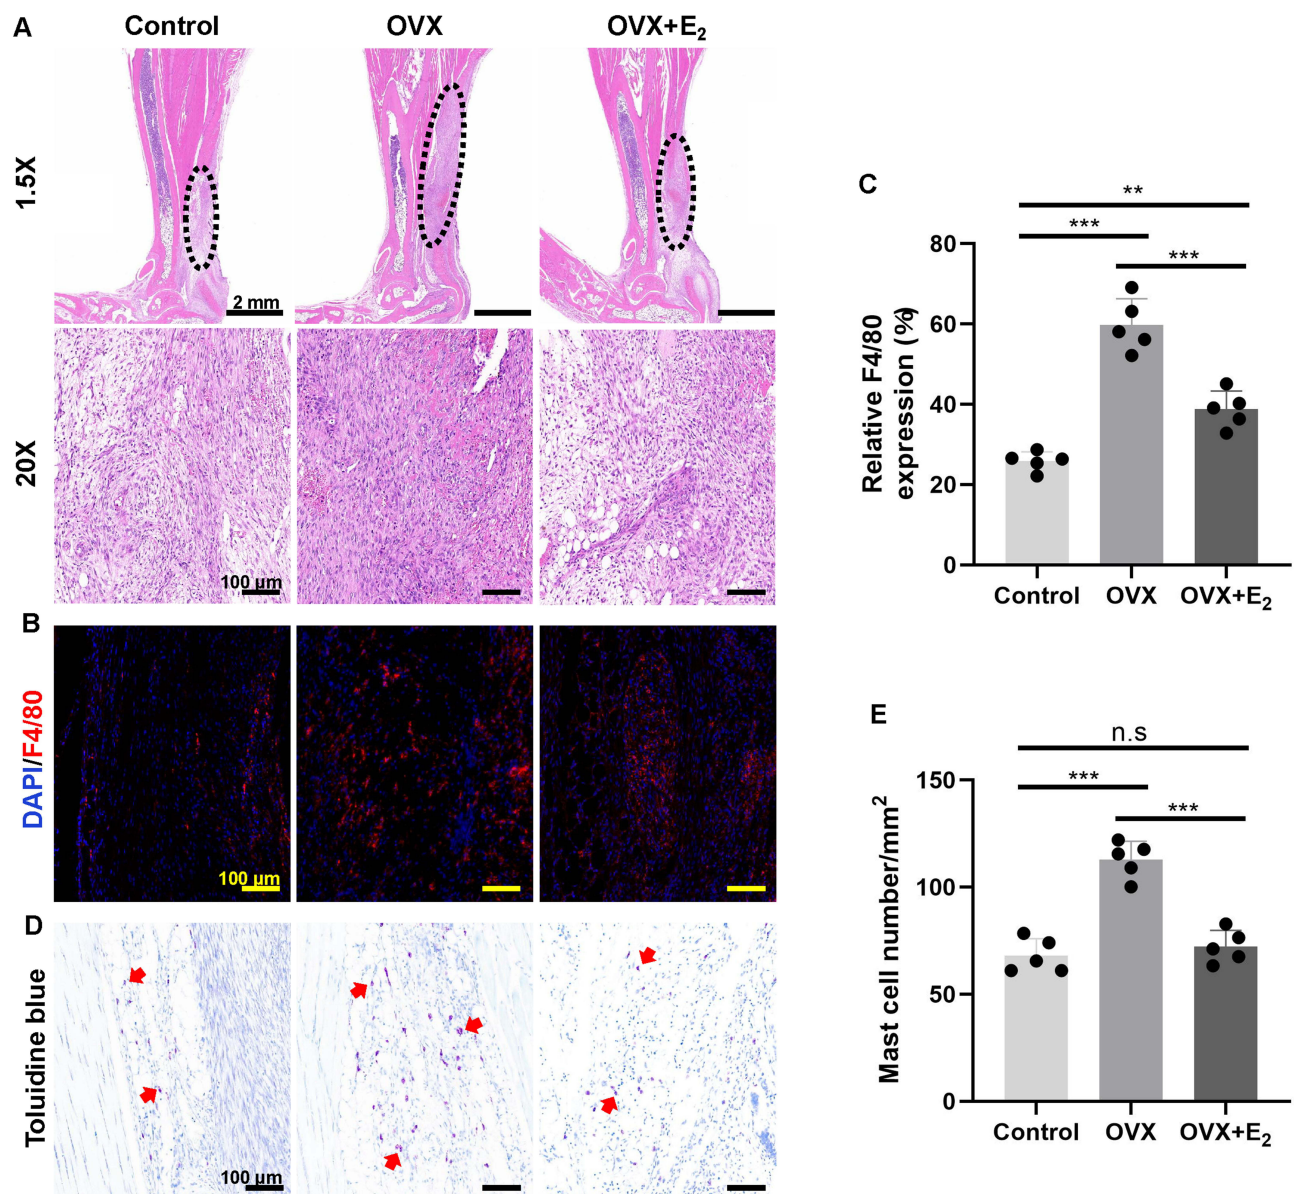 A
Control
OVX
OVX+E₂
1.5X
2 mm
20X
100 µm
B
DAPI/F4/80
100 µm
D
Toluidine blue
100 µm
C
**
***
***
Relative F4/80
expression (%)
80
60
40
20
0
Control
OVX
OVX+E₂
E
n.s
***
***
Mast cell number/mm²
150
100
50
0
Control
OVX
OVX+E₂